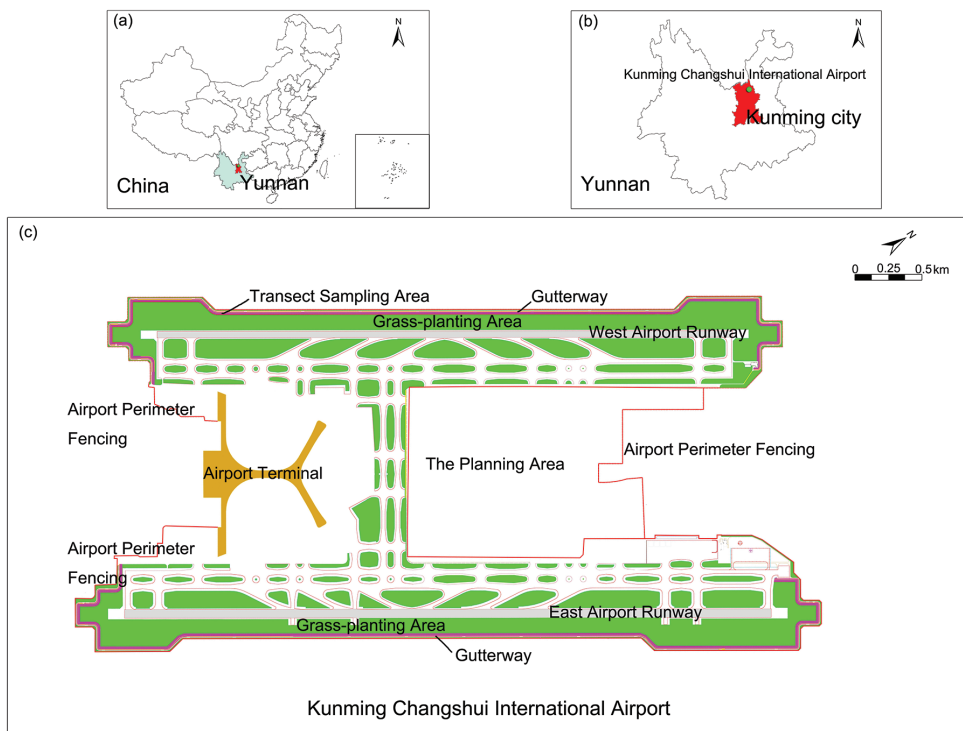 (a)
N
China
Yunnan
(b)
N
Kunming Changshui International Airport
Kunming city
Yunnan
(c)
N
0 0.25 0.5km
Transect Sampling Area
Gutterway
Grass-planting Area
West Airport Runway
Airport Perimeter
Fencing
Airport Terminal
The Planning Area
Airport Perimeter Fencing
Airport Perimeter
Fencing
East Airport Runway
Grass-planting Area
Gutterway
Kunming Changshui International Airport